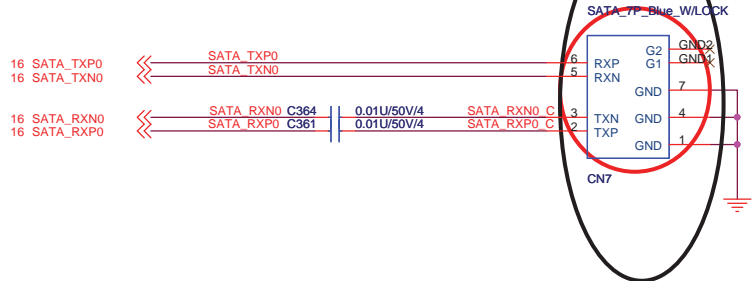 SATA_7P_Blue_W/LOCK
16 SATA_TXP0 SATA_TXP0 6 RXP G2 GND2
16 SATA_TXN0 SATA_TXN0 5 RXN G1 GND1
GND 7
16 SATA_RXN0 SATA_RXN0 C364 0.01U/50V/4 SATA_RXN0_C 3 TXN GND 4
16 SATA_RXP0 SATA_RXP0 C361 0.01U/50V/4 SATA_RXP0_C 2 TXP
GND 1
CN7